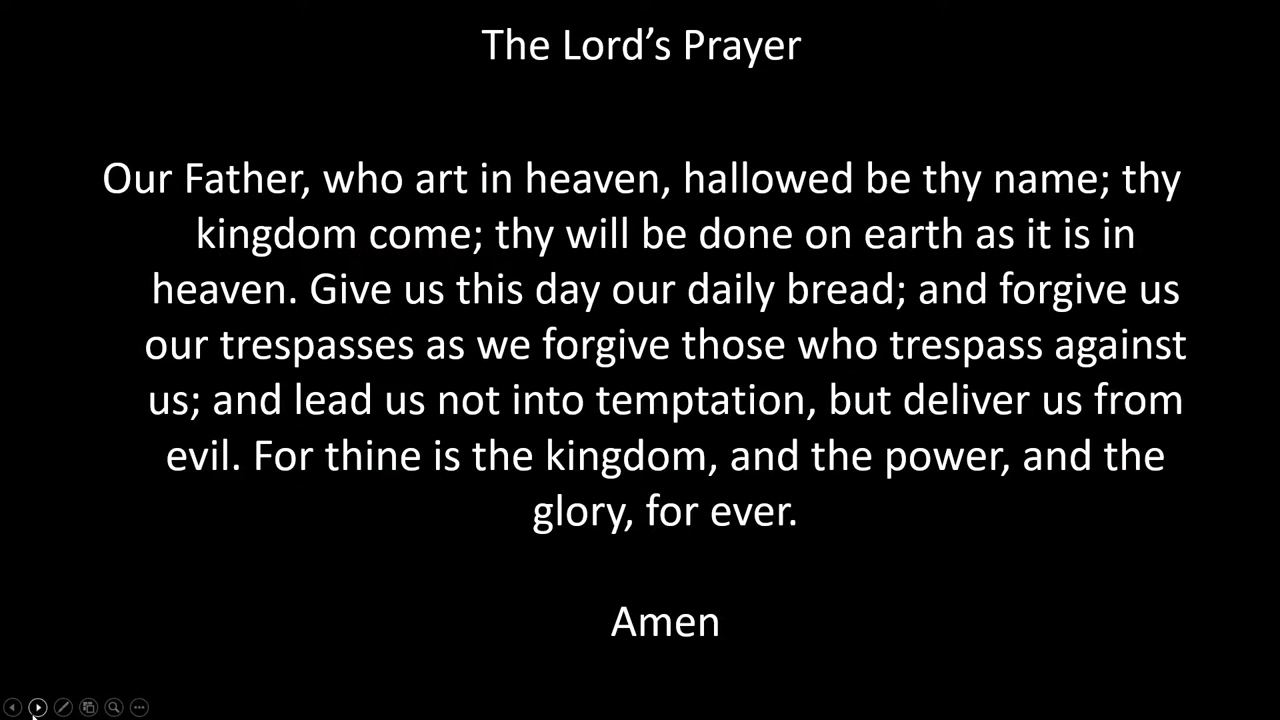 The Lord’s Prayer
Our Father, who art in heaven, hallowed be thy name; thy
kingdom come; thy will be done on earth as it is in
heaven. Give us this day our daily bread; and forgive us
our trespasses as we forgive those who trespass against
us; and lead us not into temptation, but deliver us from
evil. For thine is the kingdom, and the power, and the
glory, for ever.
Amen